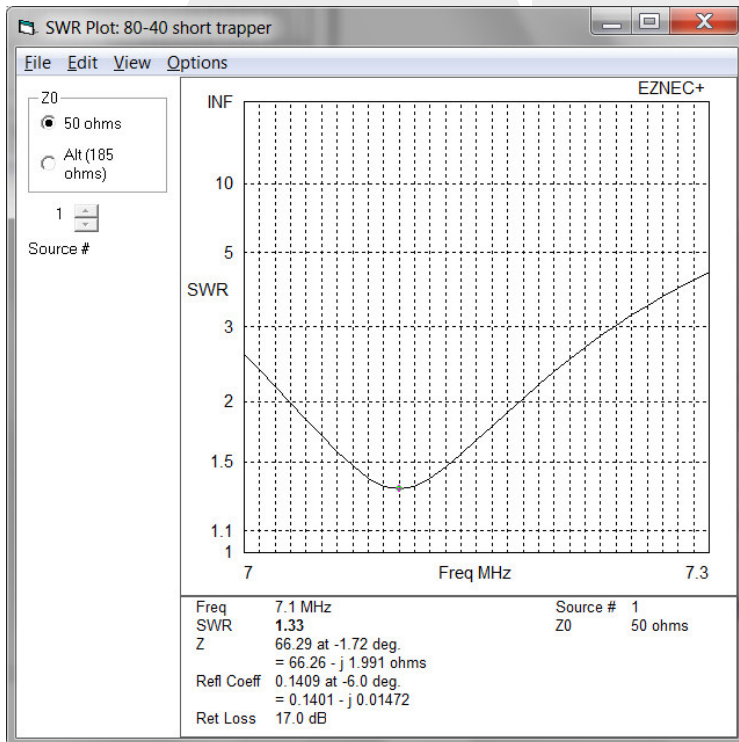 SWR Plot: 80-40 short trapper
File Edit View Options
Z0
50 ohms
Alt (185
ohms)
1
Source #
EZNEC+
INF
10
5
SWR
3
2
1.5
1.1
1
7 Freq MHz 7.3
Freq 7.1 MHz Source # 1
SWR 1.33 Z0 50 ohms
Z 66.29 at -1.72 deg.
= 66.26 - j 1.991 ohms
Refl Coeff 0.1409 at -6.0 deg.
= 0.1401 - j 0.01472
Ret Loss 17.0 dB